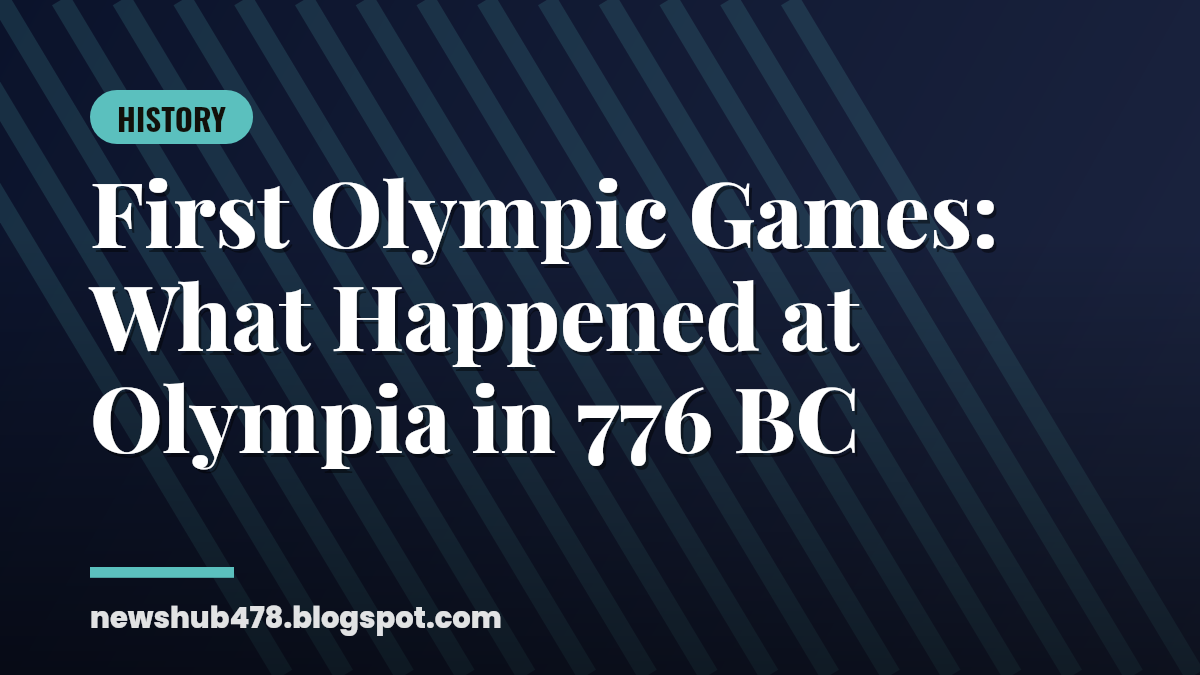 HISTORY
First Olympic Games:
What Happened at
Olympia in 776 BC
newshub478.blogspot.com